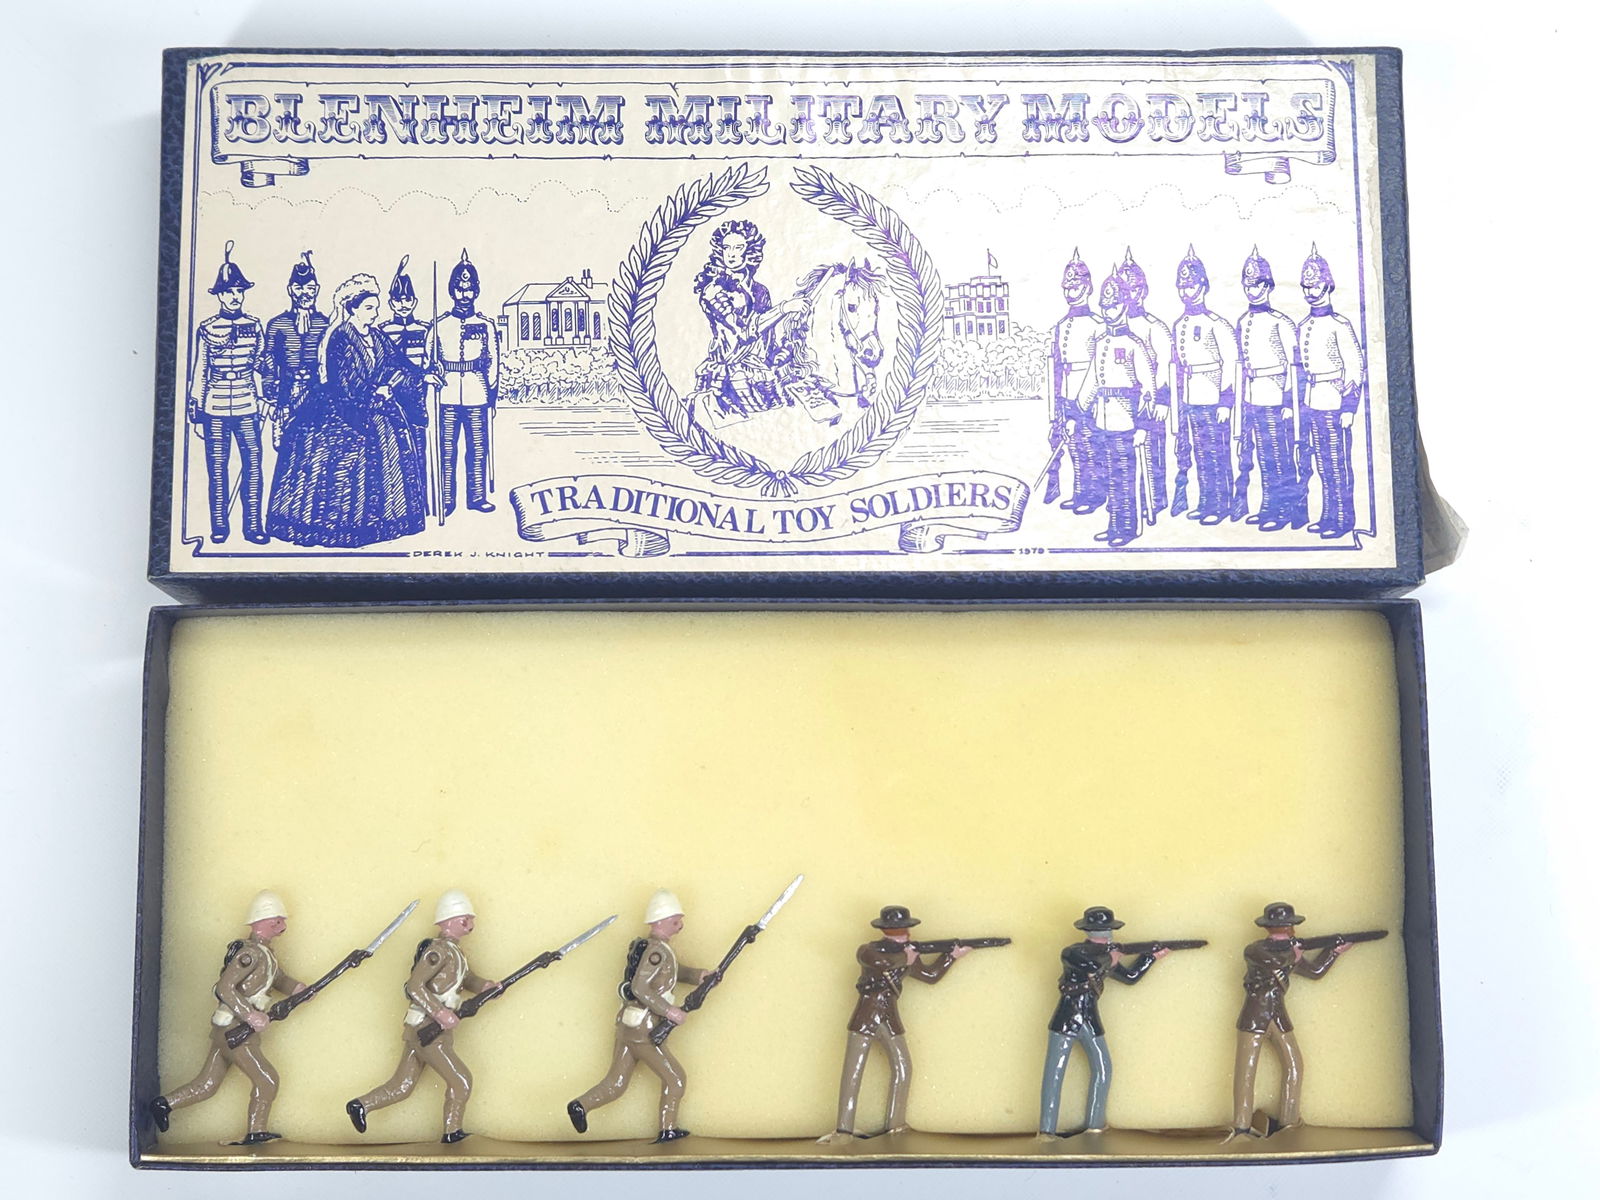 BLENHEIM MILITARY MODELS
TRADITIONAL TOY SOLDIERS
DEREK J. KNIGHT
1979